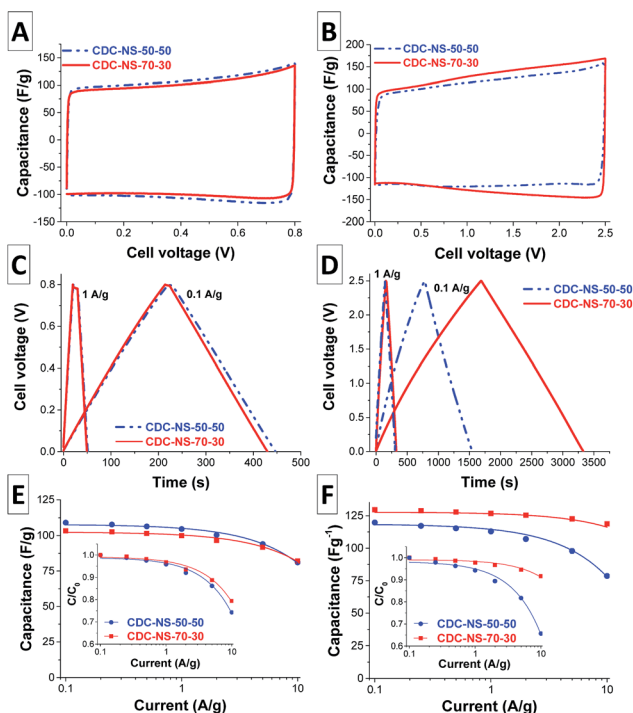 A
CDC-NS-50-50
CDC-NS-70-30
Capacitance (F/g)
150
100
50
0
-50
-100
-150
0.0 0.2 0.4 0.6 0.8
Cell voltage (V)
B
CDC-NS-50-50
CDC-NS-70-30
Capacitance (F/g)
200
150
100
50
0
-50
-100
-150
-200
0.0 0.5 1.0 1.5 2.0 2.5
Cell voltage (V)
C
1 A/g
0.1 A/g
CDC-NS-50-50
CDC-NS-70-30
Cell voltage (V)
0.8
0.6
0.4
0.2
0.0
0 100 200 300 400 500
Time (s)
D
1 A/g
0.1 A/g
CDC-NS-50-50
CDC-NS-70-30
Cell voltage (V)
2.5
2.0
1.5
1.0
0.5
0.0
0 500 1000 1500 2000 2500 3000 3500
Time (s)
E
Capacitance (F/g)
125
100
75
50
25
0
C/C0
1.0
0.9
0.8
0.7
0.6
0.1 1 10
Current (A/g)
CDC-NS-50-50
CDC-NS-70-30
0.1 1 10
Current (A/g)
F
Capacitance (Fg-1)
125
100
75
50
25
0
C/C0
1.0
0.9
0.8
0.7
0.6
0.1 1 10
Current (A/g)
CDC-NS-50-50
CDC-NS-70-30
0.1 1 10
Current (A/g)